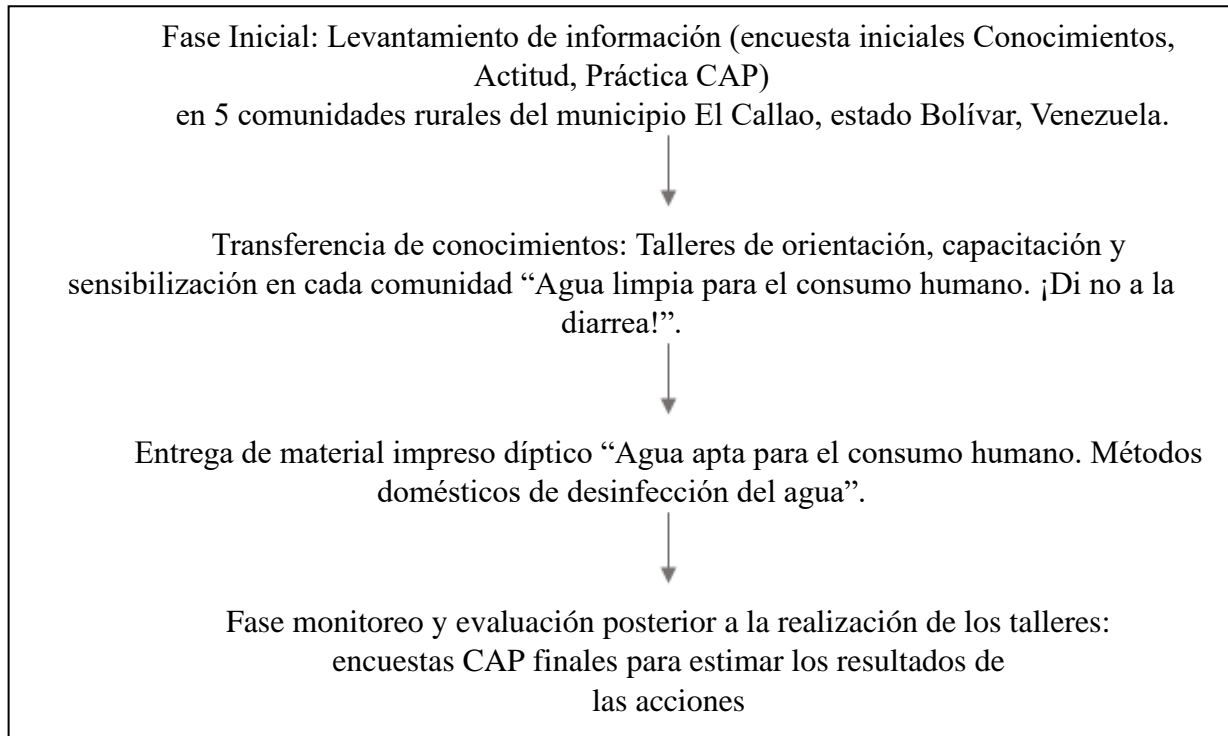 Fase Inicial: Levantamiento de información (encuesta iniciales Conocimientos,
Actitud, Práctica CAP)
en 5 comunidades rurales del municipio El Callao, estado Bolívar, Venezuela.
Transferencia de conocimientos: Talleres de orientación, capacitación y
sensibilización en cada comunidad “Agua limpia para el consumo humano. ¡Di no a la
diarrea!”.
Entrega de material impreso díptico “Agua apta para el consumo humano. Métodos
domésticos de desinfección del agua”.
Fase monitoreo y evaluación posterior a la realización de los talleres:
encuestas CAP finales para estimar los resultados de
las acciones